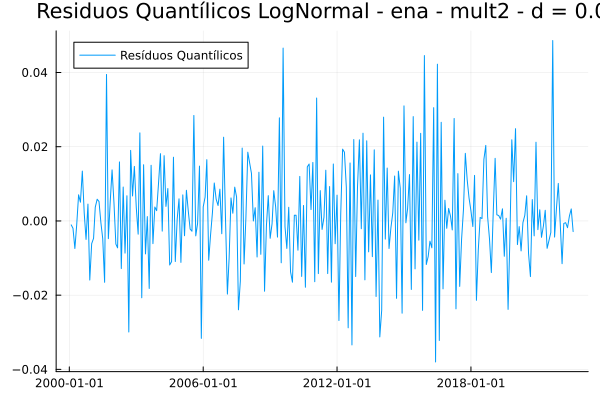 Residuos Quantílicos LogNormal - ena - mult2 - d = 0.0
Resíduos Quantílicos
0.04
0.02
0.00
−0.02
−0.04
2000-01-01 2006-01-01 2012-01-01 2018-01-01